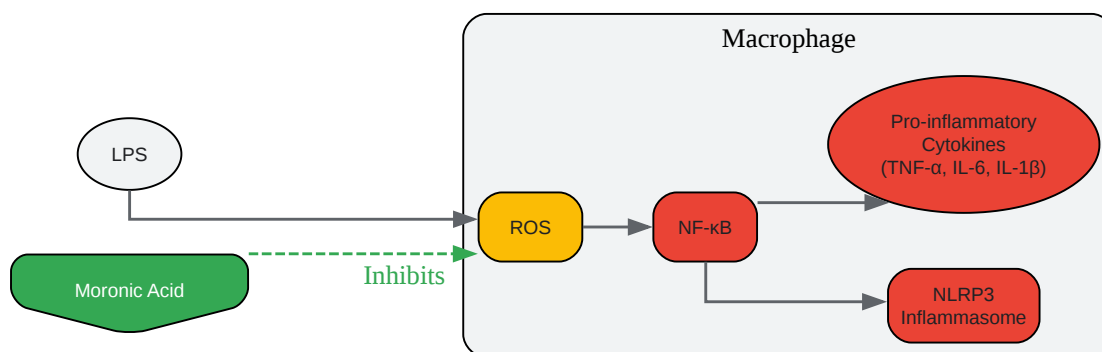 Macrophage
LPS
Pro-inflammatory
Cytokines
(TNF-α, IL-6, IL-1β)
ROS
NF-κB
Inhibits
Moronic Acid
NLRP3
Inflammasome